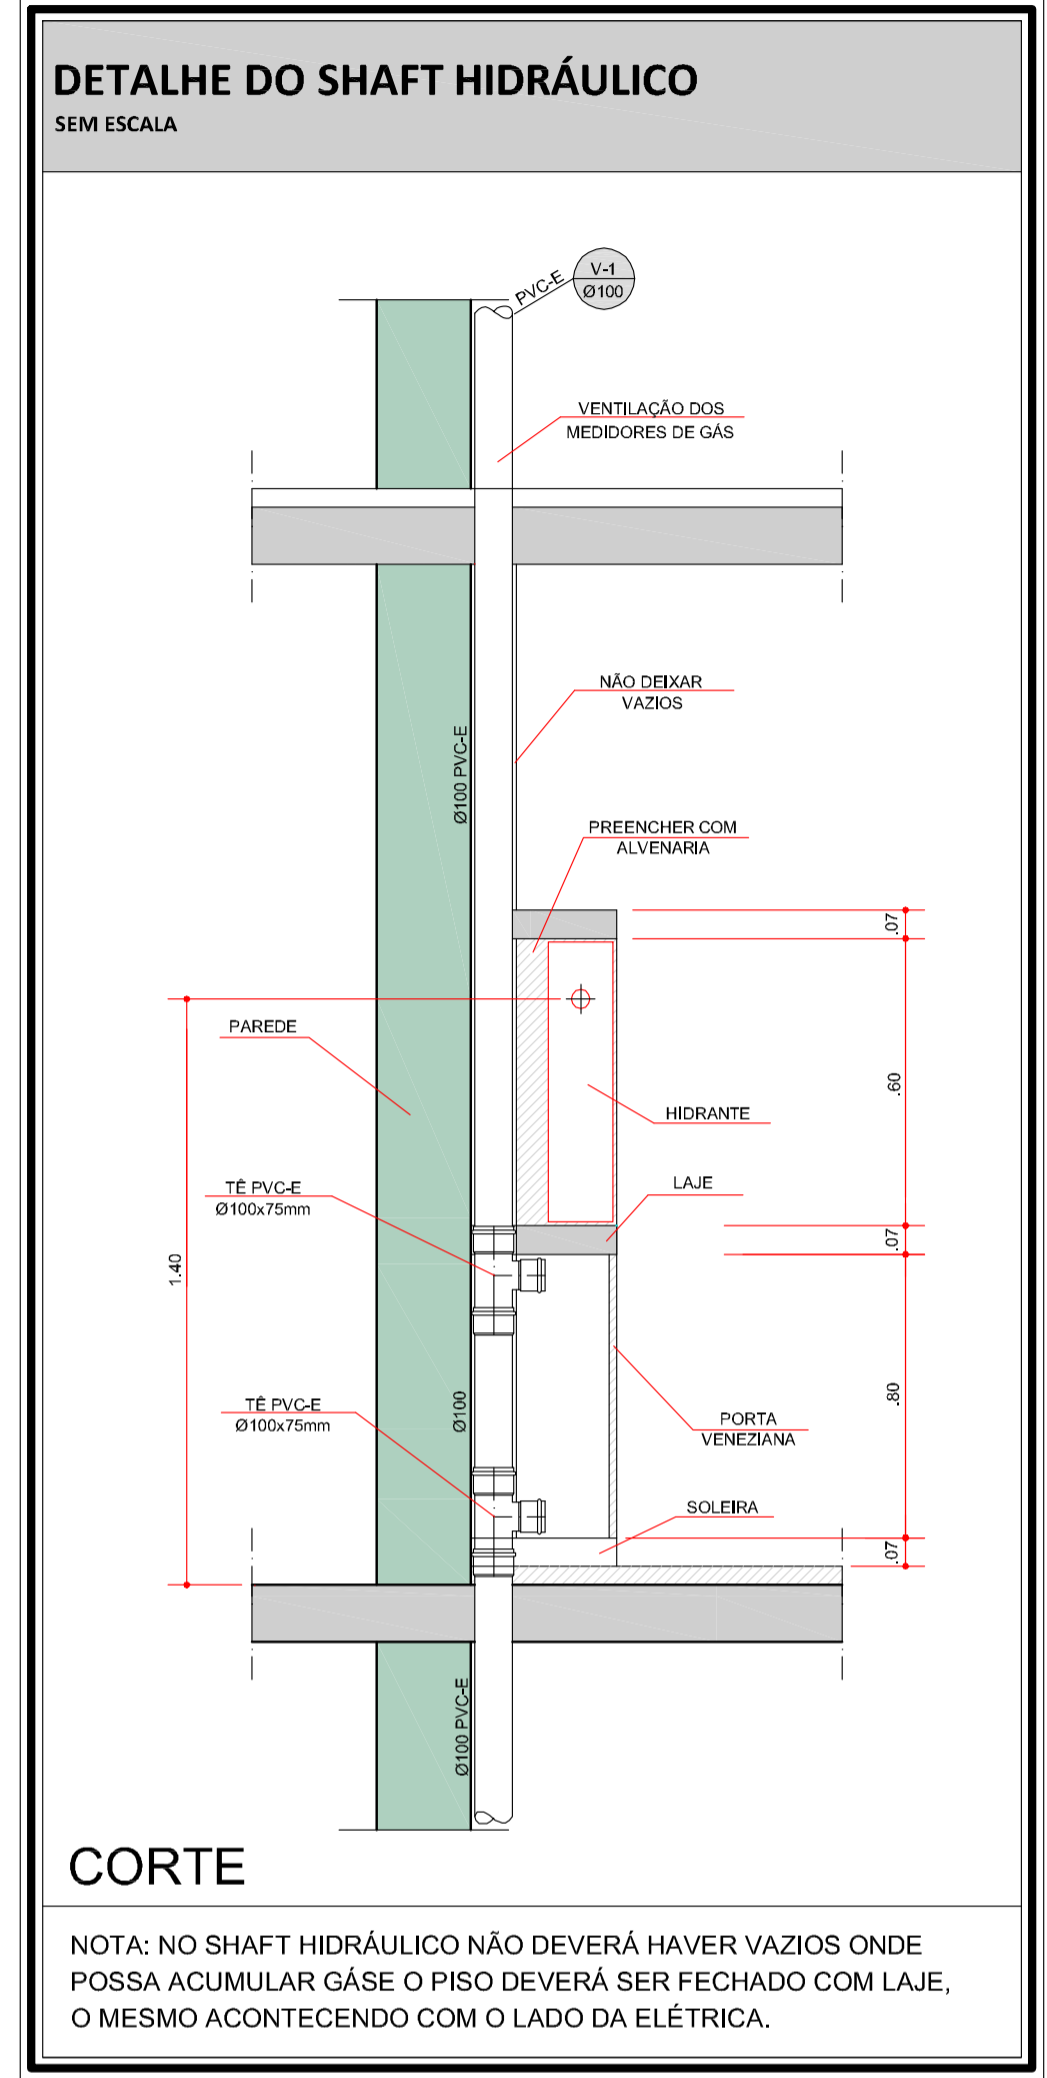 DETALHE DO SHAFT HIDRÁULICO
SEM ESCALA
V-1
Ø100
PVC-E
VENTILAÇÃO DOS
MEDIDORES DE GÁS
NÃO DEIXAR
VAZIOS
Ø100 PVC-E
PREENCHER COM
ALVENARIA
.07
PAREDE
.60
HIDRANTE
TÊ PVC-E
Ø100x75mm
LAJE
.07
1.40
TÊ PVC-E
Ø100x75mm
Ø100
.80
PORTA
VENEZIANA
SOLEIRA
.07
Ø100 PVC-E
CORTE
NOTA: NO SHAFT HIDRÁULICO NÃO DEVERÁ HAVER VAZIOS ONDE
POSSA ACUMULAR GÁSE O PISO DEVERÁ SER FECHADO COM LAJE,
O MESMO ACONTECENDO COM O LADO DA ELÉTRICA.